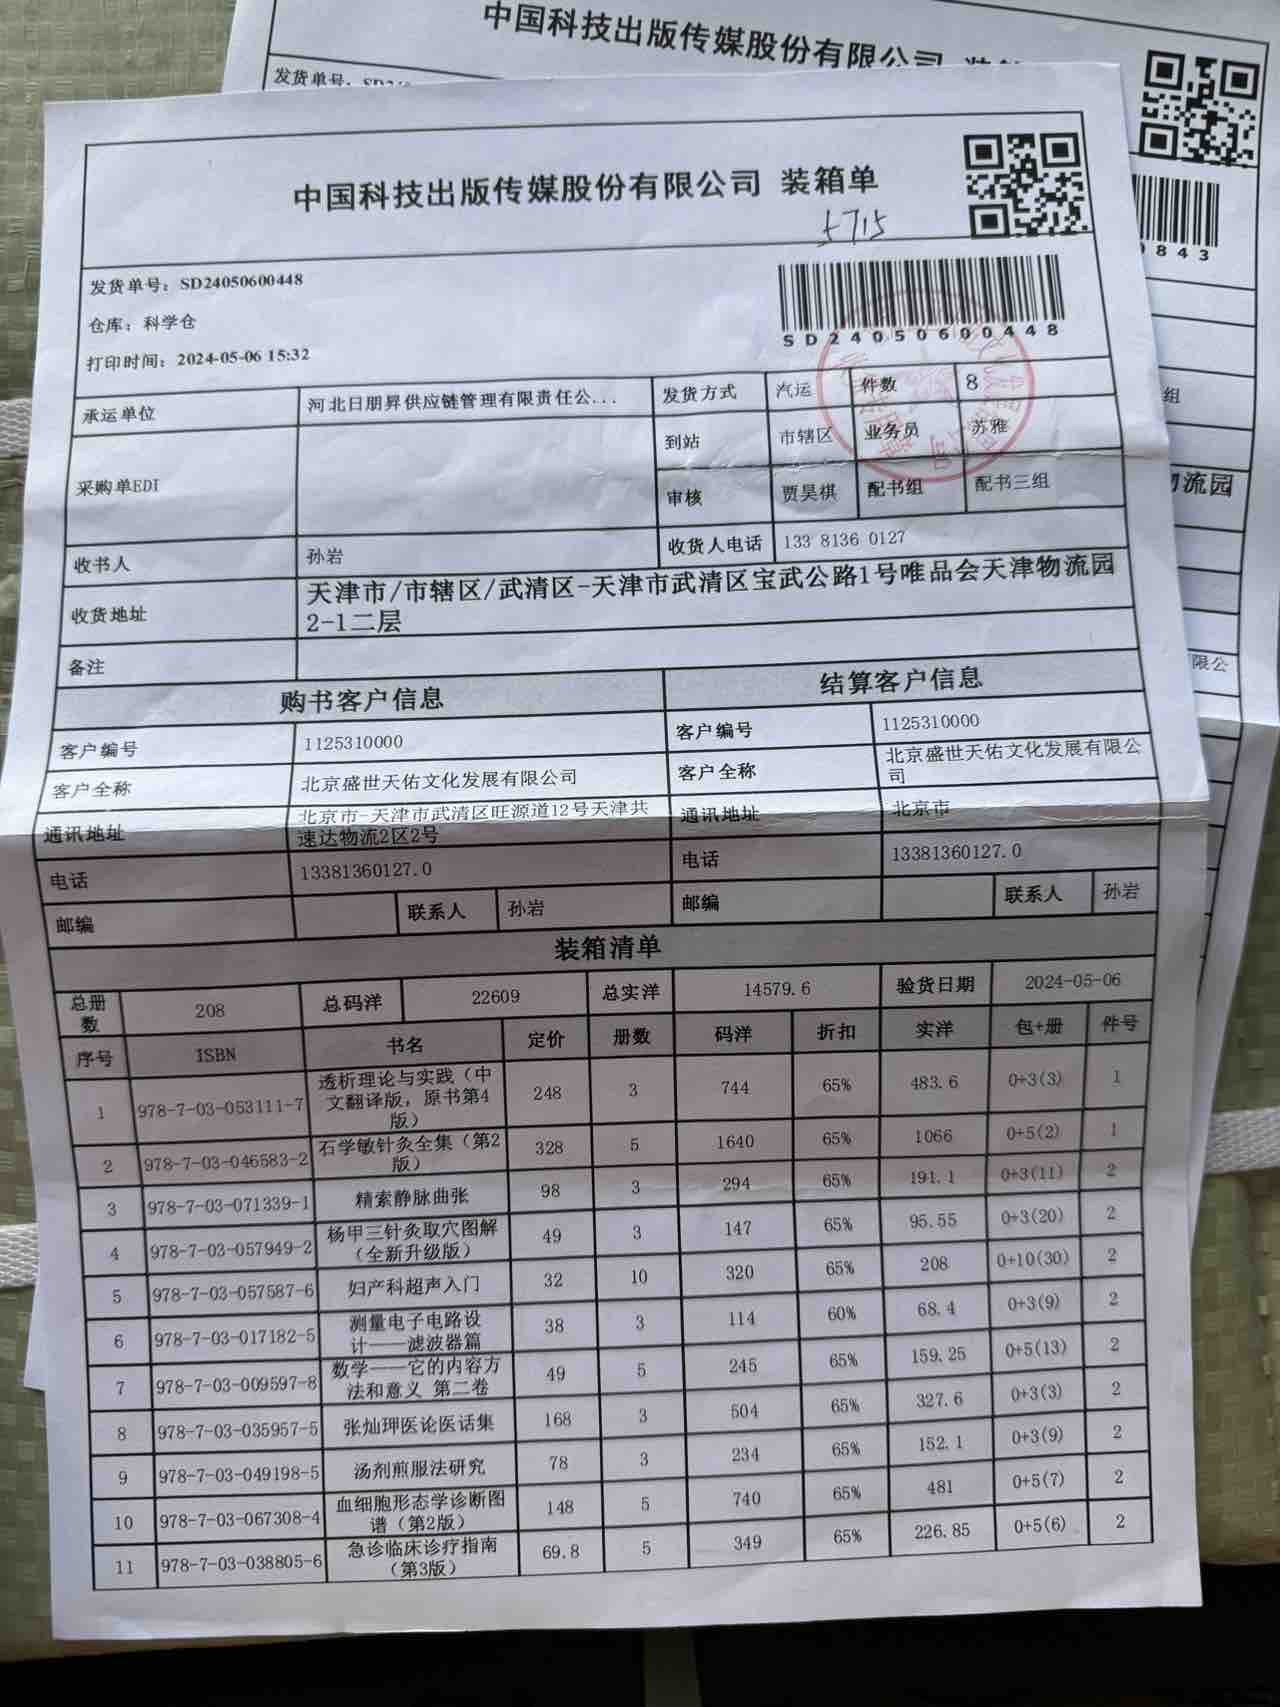 中国科技出版传媒股份有限公司
发货单号:
843
组
物流园
限公
中国科技出版传媒股份有限公司 装箱单
5715
发货单号: SD24050600448
仓库: 科学仓
打印时间: 2024-05-06 15:32
SD24050600448
承运单位 河北日朋昇供应链管理有限责任公... 发货方式 汽运 件数 8
采购单EDI 到站 市辖区 业务员 苏雅
审核 贾昊棋 配书组 配书三组
收书人 孙岩 收货人电话 133 8136 0127
收货地址 天津市/市辖区/武清区-天津市武清区宝武公路1号唯品会天津物流园
2-1二层
备注
购书客户信息 结算客户信息
客户编号 1125310000 客户编号 1125310000
客户全称 北京盛世天佑文化发展有限公司 客户全称 北京盛世天佑文化发展有限公
司
通讯地址 北京市-天津市武清区旺源道12号天津共 通讯地址 北京市
速达物流2区2号
电话 13381360127.0 电话 13381360127.0
邮编 联系人 孙岩 邮编 联系人 孙岩
装箱清单
总册
数 208 总码洋 22609 总实洋 14579.6 验货日期 2024-05-06
序号 ISBN 书名 定价 册数 码洋 折扣 实洋 包+册 件号
1 978-7-03-053111-7 透析理论与实践（中
文翻译版，原书第4
版） 248 3 744 65% 483.6 0+3(3) 1
2 978-7-03-046583-2 石学敏针灸全集（第2
版） 328 5 1640 65% 1066 0+5(2) 1
3 978-7-03-071339-1 精索静脉曲张 98 3 294 65% 191.1 0+3(11) 2
4 978-7-03-057949-2 杨甲三针灸取穴图解
（全新升级版） 49 3 147 65% 95.55 0+3(20) 2
5 978-7-03-057587-6 妇产科超声入门 32 10 320 65% 208 0+10(30) 2
6 978-7-03-017182-5 测量电子电路设
计——滤波器篇 38 3 114 60% 68.4 0+3(9) 2
7 978-7-03-009597-8 数学——它的内容方
法和意义 第二卷 49 5 245 65% 159.25 0+5(13) 2
8 978-7-03-035957-5 张灿玾医论医话集 168 3 504 65% 327.6 0+3(3) 2
9 978-7-03-049198-5 汤剂煎服法研究 78 3 234 65% 152.1 0+3(9) 2
10 978-7-03-067308-4 血细胞形态学诊断图
谱（第2版） 148 5 740 65% 481 0+5(7) 2
11 978-7-03-038805-6 急诊临床诊疗指南
（第3版） 69.8 5 349 65% 226.85 0+5(6) 2